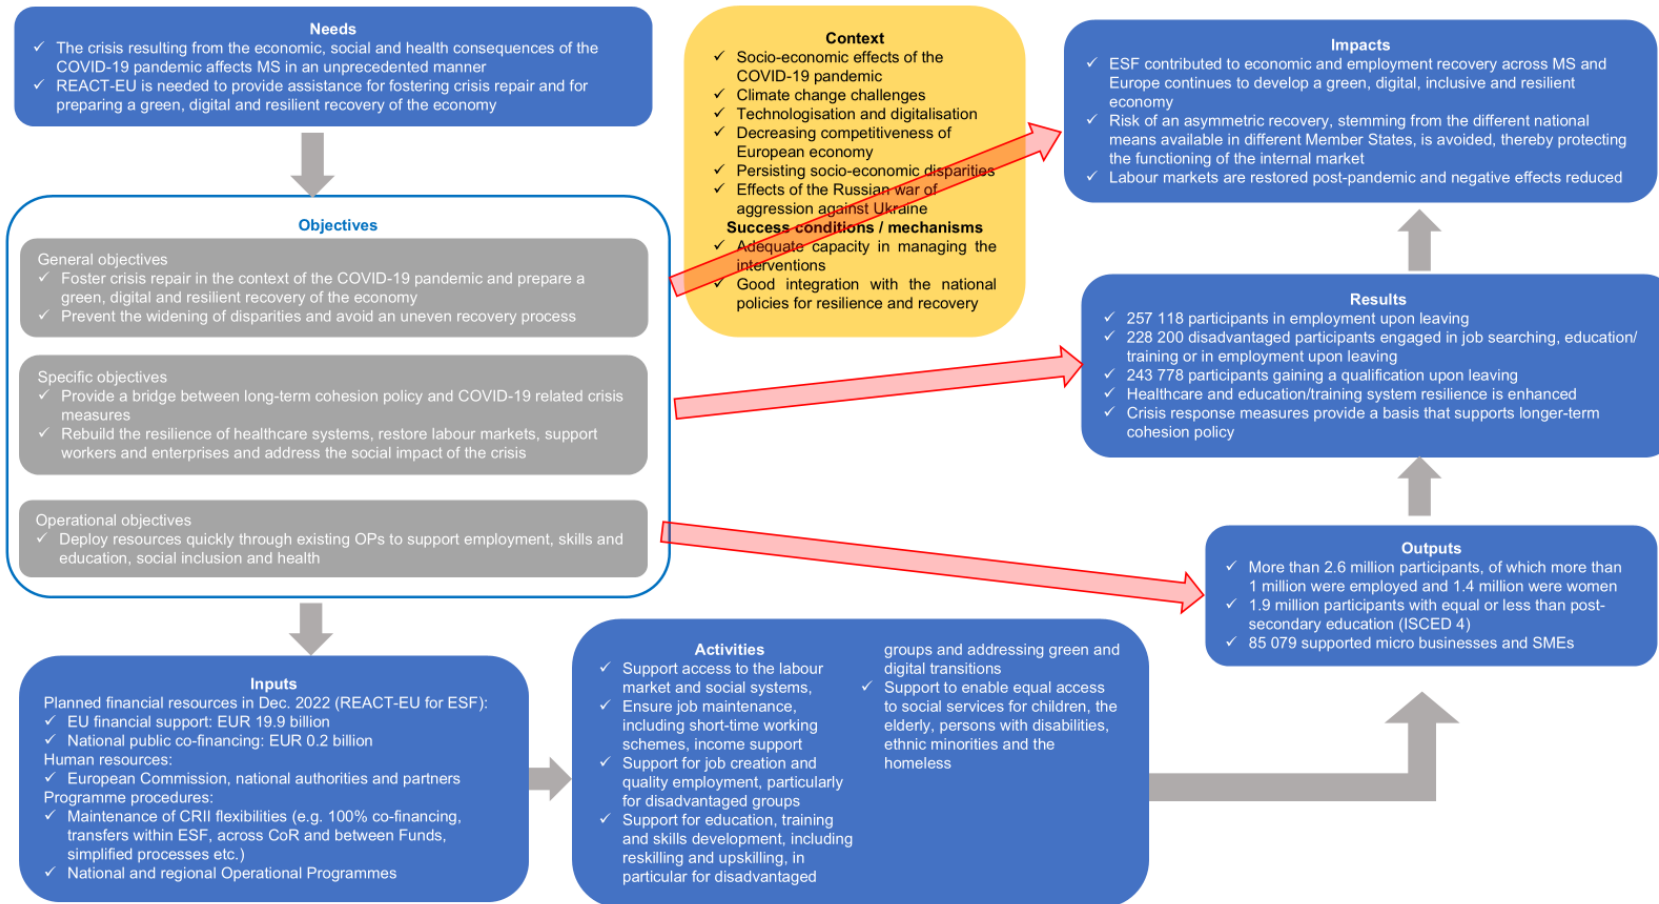 Needs
✓ The crisis resulting from the economic, social and health consequences of the
COVID-19 pandemic affects MS in an unprecedented manner
✓ REACT-EU is needed to provide assistance for fostering crisis repair and for
preparing a green, digital and resilient recovery of the economy
Objectives
General objectives
✓ Foster crisis repair in the context of the COVID-19 pandemic and prepare a
green, digital and resilient recovery of the economy
✓ Prevent the widening of disparities and avoid an uneven recovery process
Specific objectives
✓ Provide a bridge between long-term cohesion policy and COVID-19 related crisis
measures
✓ Rebuild the resilience of healthcare systems, restore labour markets, support
workers and enterprises and address the social impact of the crisis
Operational objectives
✓ Deploy resources quickly through existing OPs to support employment, skills and
education, social inclusion and health
Inputs
Planned financial resources in Dec. 2022 (REACT-EU for ESF):
✓ EU financial support: EUR 19.9 billion
✓ National public co-financing: EUR 0.2 billion
Human resources:
✓ European Commission, national authorities and partners
Programme procedures:
✓ Maintenance of CRII flexibilities (e.g. 100% co-financing,
transfers within ESF, across CoR and between Funds,
simplified processes etc.)
✓ National and regional Operational Programmes
Activities
✓ Support access to the labour
market and social systems,
✓ Ensure job maintenance,
including short-time working
schemes, income support
✓ Support for job creation and
quality employment, particularly
for disadvantaged groups
✓ Support for education, training
and skills development, including
reskilling and upskilling, in
particular for disadvantaged
groups and addressing green and
digital transitions
✓ Support to enable equal access
to social services for children, the
elderly, persons with disabilities,
ethnic minorities and the
homeless
Context
✓ Socio-economic effects of the
COVID-19 pandemic
✓ Climate change challenges
✓ Technologisation and digitalisation
✓ Decreasing competitiveness of
European economy
✓ Persisting socio-economic disparities
✓ Effects of the Russian war of
aggression against Ukraine
Success conditions / mechanisms
✓ Adequate capacity in managing the
interventions
✓ Good integration with the national
policies for resilience and recovery
Impacts
✓ ESF contributed to economic and employment recovery across MS and
Europe continues to develop a green, digital, inclusive and resilient
economy
✓ Risk of an asymmetric recovery, stemming from the different national
means available in different Member States, is avoided, thereby protecting
the functioning of the internal market
✓ Labour markets are restored post-pandemic and negative effects reduced
Results
✓ 257 118 participants in employment upon leaving
✓ 228 200 disadvantaged participants engaged in job searching, education/
training or in employment upon leaving
✓ 243 778 participants gaining a qualification upon leaving
✓ Healthcare and education/training system resilience is enhanced
✓ Crisis response measures provide a basis that supports longer-term
cohesion policy
Outputs
✓ More than 2.6 million participants, of which more than
1 million were employed and 1.4 million were women
✓ 1.9 million participants with equal or less than post-
secondary education (ISCED 4)
✓ 85 079 supported micro businesses and SMEs